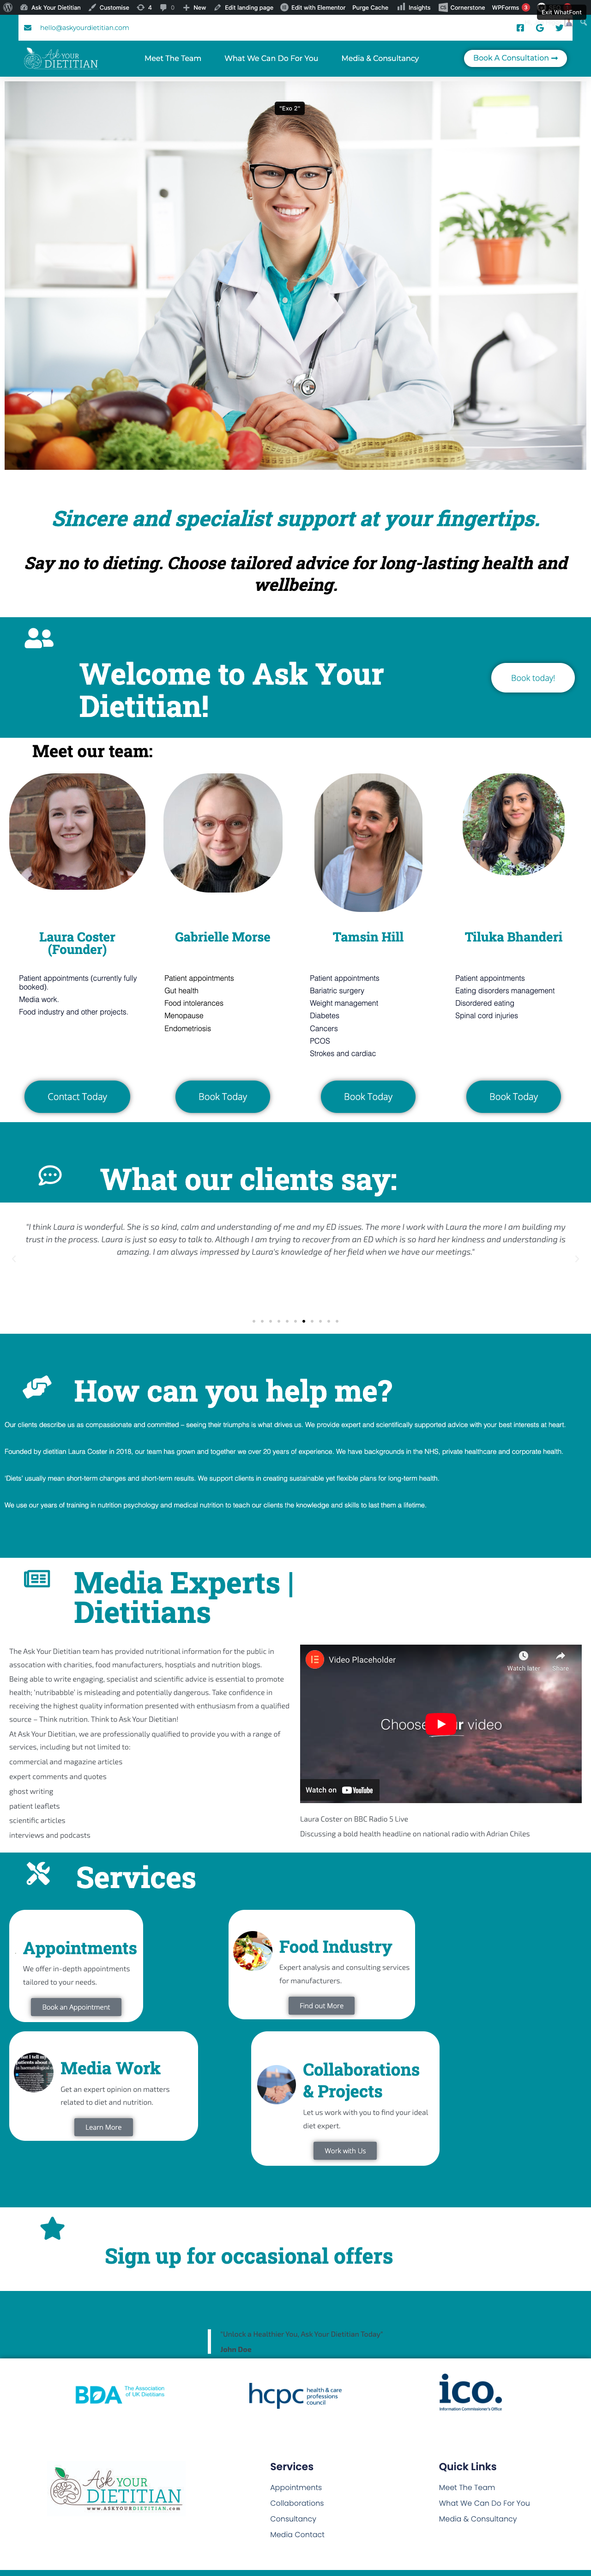 Ask Your Dietitian Customise 4 0 New Edit landing page Edit with Elementor Purge Cache Insights Cornerstone WPForms 3
Exit WhatFont
hello@askyourdietitian.com
Ask YOUR
DIETITIAN
Meet The Team What We Can Do For You Media & Consultancy Book A Consultation
"Exo 2"
Sincere and specialist support at your fingertips.
Say no to dieting. Choose tailored advice for long-lasting health and
wellbeing.
Welcome to Ask Your
Dietitian!
Book today!
Meet our team:
Laura Coster
(Founder)
Patient appointments (currently fully
booked).
Media work.
Food industry and other projects.
Contact Today
Gabrielle Morse
Patient appointments
Gut health
Food intolerances
Menopause
Endometriosis
Book Today
Tamsin Hill
Patient appointments
Bariatric surgery
Weight management
Diabetes
Cancers
PCOS
Strokes and cardiac
Book Today
Tiluka Bhanderi
Patient appointments
Eating disorders management
Disordered eating
Spinal cord injuries
Book Today
What our clients say:
"I think Laura is wonderful. She is so kind, calm and understanding of me and my ED issues. The more I work with Laura the more I am building my
trust in the process. Laura is just so easy to talk to. Although I am trying to recover from an ED which is so hard her kindness and understanding is
amazing. I am always impressed by Laura's knowledge of her field when we have our meetings."
How can you help me?
Our clients describe us as compassionate and committed – seeing their triumphs is what drives us. We provide expert and scientifically supported advice with your best interests at heart.
Founded by dietitian Laura Coster in 2018, our team has grown and together we over 20 years of experience. We have backgrounds in the NHS, private healthcare and corporate health.
'Diets' usually mean short-term changes and short-term results. We support clients in creating sustainable yet flexible plans for long-term health.
We use our years of training in nutrition psychology and medical nutrition to teach our clients the knowledge and skills to last them a lifetime.
Media Experts |
Dietitians
The Ask Your Dietitian team has provided nutritional information for the public in
assocation with charities, food manufacturers, hosptials and nutrition blogs.
Being able to write engaging, specialist and scientific advice is essential to promote
health; 'nutribabble' is misleading and potentially dangerous. Take confidence in
receiving the highest quality information presented with enthusiasm from a qualified
source – Think nutrition. Think to Ask Your Dietitian!
At Ask Your Dietitian, we are professionally qualified to provide you with a range of
services, including but not limited to:
commercial and magazine articles
expert comments and quotes
ghost writing
patient leaflets
scientific articles
interviews and podcasts
Video Placeholder
Watch later Share
video
Watch on YouTube
Laura Coster on BBC Radio 5 Live
Discussing a bold health headline on national radio with Adrian Chiles
Services
Appointments
We offer in-depth appointments
tailored to your needs.
Book an Appointment
Food Industry
Expert analysis and consulting services
for manufacturers.
Find out More
Media Work
Get an expert opinion on matters
related to diet and nutrition.
Learn More
Collaborations
& Projects
Let us work with you to find your ideal
diet expert.
Work with Us
Sign up for occasional offers
"Unlock a Healthier You, Ask Your Dietitian Today"
John Doe
BDA The Association
of UK Dietitians
hcpc health & care
professions
council
ico.
Information Commissioner's Office
Ask YOUR
DIETITIAN
www.ASKYOURDIETITIAN.com
Services
Appointments
Collaborations
Consultancy
Media Contact
Quick Links
Meet The Team
What We Can Do For You
Media & Consultancy